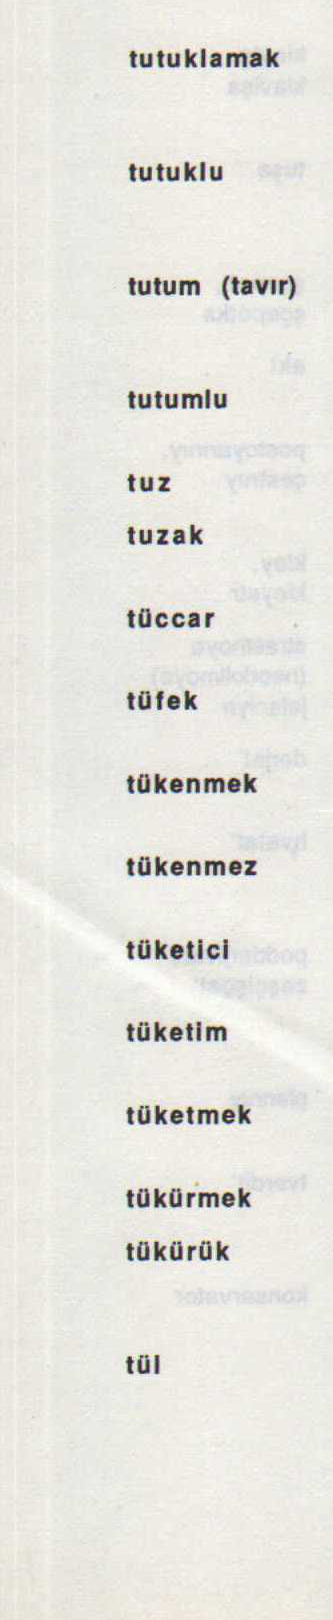 tutuklamak
tutuklu
tutum (tavır)
tutumlu
tuz
tuzak
tüccar
tüfek
tükenmek
tükenmez
tüketici
tüketim
tüketmek
tükürmek
tükürük
tül